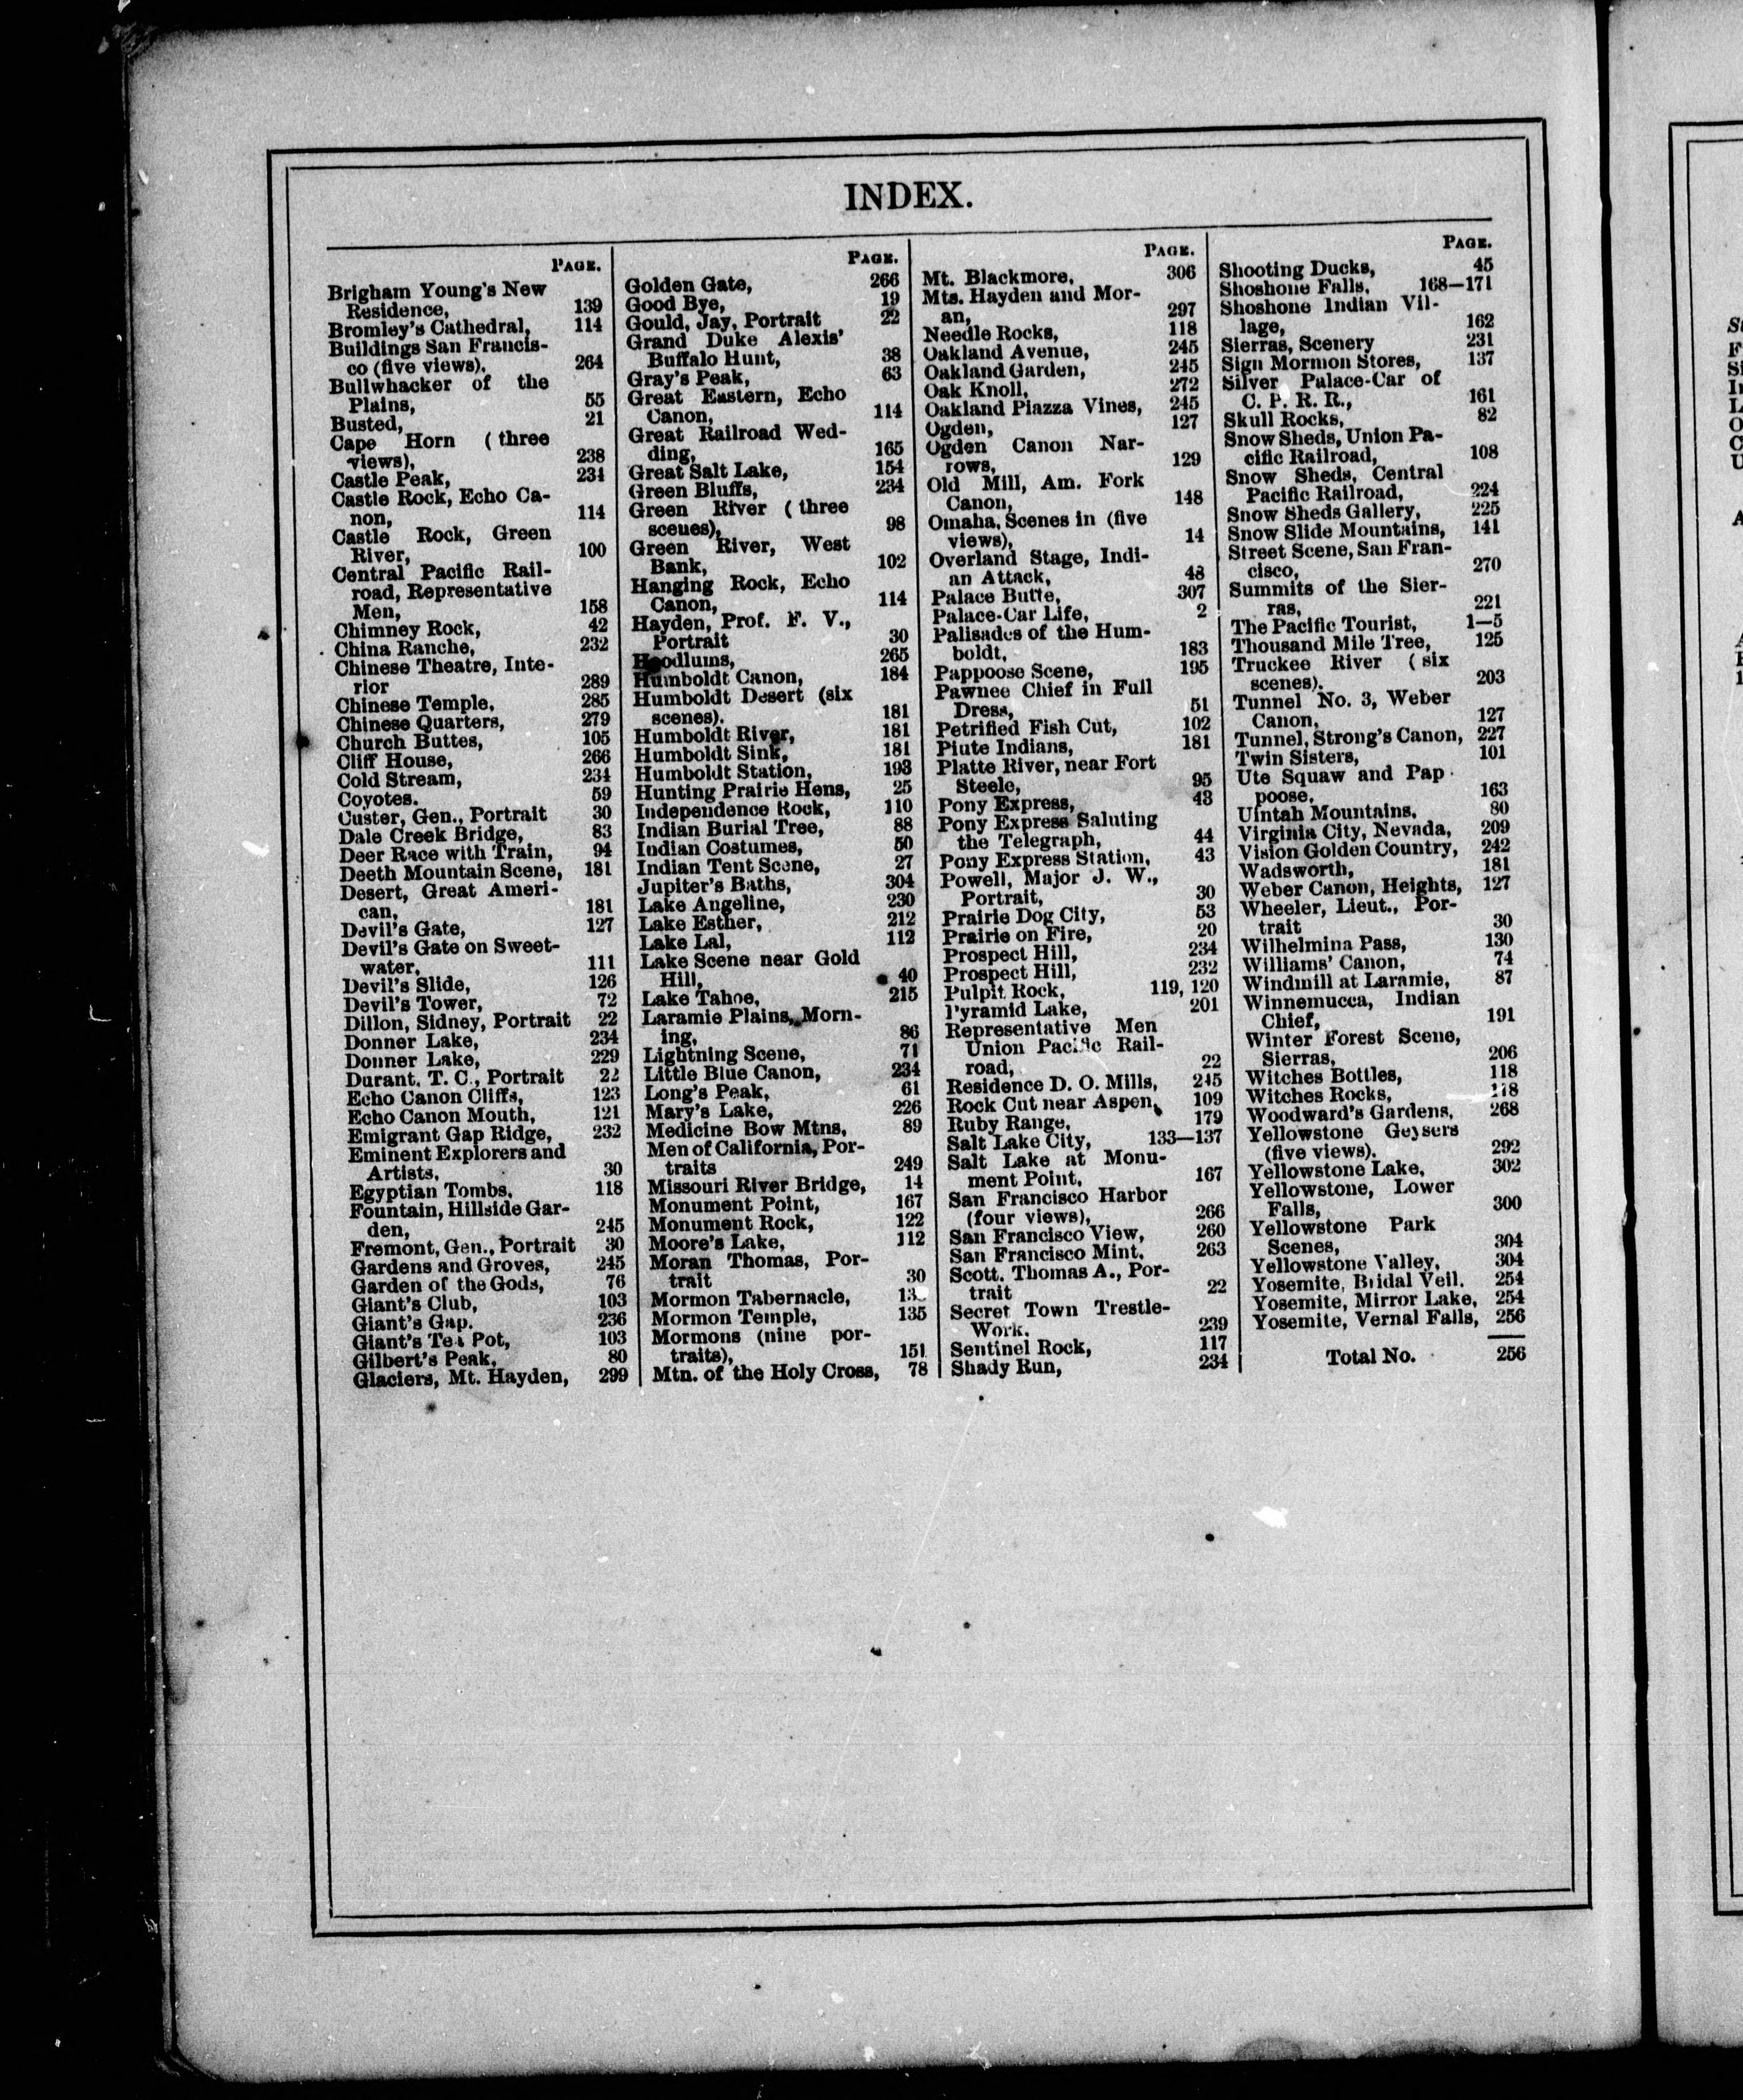 INDEX.
PAGE.
Brigham Young's New
Residence, 139
Bromley's Cathedral, 114
Buildings San Francis-
co (five views), 264
Bullwhacker of the
Plains, 55
Busted, 21
Cape Horn (three
views), 238
Castle Peak, 234
Castle Rock, Echo Ca-
non, 114
Castle Rock, Green
River, 100
Central Pacific Rail-
road, Representative
Men, 158
Chimney Rock, 42
China Ranche, 232
Chinese Theatre, Inte-
rior 289
Chinese Temple, 285
Chinese Quarters, 279
Church Buttes, 105
Cliff House, 266
Cold Stream, 234
Coyotes. 59
Custer, Gen., Portrait 30
Dale Creek Bridge, 83
Deer Race with Train, 94
Deeth Mountain Scene, 181
Desert, Great Ameri-
can, 181
Devil's Gate, 127
Devil's Gate on Sweet-
water, 111
Devil's Slide, 126
Devil's Tower, 72
Dillon, Sidney, Portrait 22
Donner Lake, 234
Donner Lake, 229
Durant, T. C., Portrait 22
Echo Canon Cliffs, 123
Echo Canon Mouth, 121
Emigrant Gap Ridge, 232
Eminent Explorers and
Artists, 30
Egyptian Tombs, 118
Fountain, Hillside Gar-
den, 245
Fremont, Gen., Portrait 30
Gardens and Groves, 245
Garden of the Gods, 76
Giant's Club, 103
Giant's Gap. 236
Giant's Tea Pot, 103
Gilbert's Peak, 80
Glaciers, Mt. Hayden, 299
PAGE.
Golden Gate, 266
Good Bye, 19
Gould, Jay, Portrait 22
Grand Duke Alexis'
Buffalo Hunt, 38
Gray's Peak, 63
Great Eastern, Echo
Canon, 114
Great Railroad Wed-
ding, 165
Great Salt Lake, 154
Green Bluffs, 234
Green River (three
scenes), 98
Green River, West
Bank, 102
Hanging Rock, Echo
Canon, 114
Hayden, Prof. F. V.,
Portrait 30
Hoodlums, 265
Humboldt Canon, 184
Humboldt Desert (six
scenes). 181
Humboldt River, 181
Humboldt Sink, 181
Humboldt Station, 193
Hunting Prairie Hens, 25
Independence Rock, 110
Indian Burial Tree, 88
Indian Costumes, 50
Indian Tent Scene, 27
Jupiter's Baths, 304
Lake Angeline, 230
Lake Esther, 212
Lake Lal, 112
Lake Scene near Gold
Hill, 40
Lake Tahoe, 215
Laramie Plains, Morn-
ing, 86
Lightning Scene, 71
Little Blue Canon, 234
Long's Peak, 61
Mary's Lake, 226
Medicine Bow Mtns, 89
Men of California, Por-
traits 249
Missouri River Bridge, 14
Monument Point, 167
Monument Rock, 122
Moore's Lake, 112
Moran Thomas, Por-
trait 30
Mormon Tabernacle,
Mormon Temple, 135
Mormons (nine por-
traits), 151
Mtn. of the Holy Cross, 78
PAGE.
Mt. Blackmore, 306
Mts. Hayden and Mor-
an, 297
Needle Rocks, 118
Oakland Avenue, 245
Oakland Garden, 245
Oak Knoll, 272
Oakland Piazza Vines, 245
Ogden, 127
Ogden Canon Nar-
rows, 129
Old Mill, Am. Fork
Canon, 148
Omaha, Scenes in (five
views), 14
Overland Stage, Indi-
an Attack, 48
Palace Butte, 307
Palace-Car Life, 2
Palisades of the Hum-
boldt, 183
Pappoose Scene, 195
Pawnee Chief in Full
Dress, 51
Petrified Fish Cut, 102
Piute Indians, 181
Platte River, near Fort
Steele, 95
Pony Express, 43
Pony Express Saluting
the Telegraph, 44
Pony Express Station, 43
Powell, Major J. W.,
Portrait, 30
Prairie Dog City, 53
Prairie on Fire, 20
Prospect Hill, 234
Prospect Hill, 232
Pulpit Rock, 119, 120
Pyramid Lake, 201
Representative Men
Union Pacific Rail-
road, 22
Residence D. O. Mills, 245
Rock Cut near Aspen, 109
Ruby Range, 179
Salt Lake City, 133—137
Salt Lake at Monu-
ment Point, 167
San Francisco Harbor
(four views), 266
San Francisco View, 260
San Francisco Mint, 263
Scott, Thomas A., Por-
trait 22
Secret Town Trestle-
Work. 239
Sentinel Rock, 117
Shady Run, 234
PAGE.
Shooting Ducks, 45
Shoshone Falls, 168—171
Shoshone Indian Vil-
lage, 162
Sierras, Scenery 231
Sign Mormon Stores, 137
Silver Palace-Car of
C. P. R. R., 161
Skull Rocks, 82
Snow Sheds, Union Pa-
cific Railroad, 108
Snow Sheds, Central
Pacific Railroad, 224
Snow Sheds Gallery, 225
Snow Slide Mountains, 141
Street Scene, San Fran-
cisco, 270
Summits of the Sier-
ras, 221
The Pacific Tourist, 1—5
Thousand Mile Tree, 125
Truckee River (six
scenes). 203
Tunnel No. 3, Weber
Canon, 127
Tunnel, Strong's Canon, 227
Twin Sisters, 101
Ute Squaw and Pap-
poose, 163
Uintah Mountains, 80
Virginia City, Nevada, 209
Vision Golden Country, 242
Wadsworth, 181
Weber Canon, Heights, 127
Wheeler, Lieut., Por-
trait 30
Wilhelmina Pass, 130
Williams' Canon, 74
Windmill at Laramie, 87
Winnemucca, Indian
Chief, 191
Winter Forest Scene,
Sierras, 206
Witches Bottles, 118
Witches Rocks, 118
Woodward's Gardens, 268
Yellowstone Geysers
(five views). 292
Yellowstone Lake, 302
Yellowstone, Lower
Falls, 300
Yellowstone Park
Scenes, 304
Yellowstone Valley, 304
Yosemite, Bridal Veil, 254
Yosemite, Mirror Lake, 254
Yosemite, Vernal Falls, 256
Total No. 256